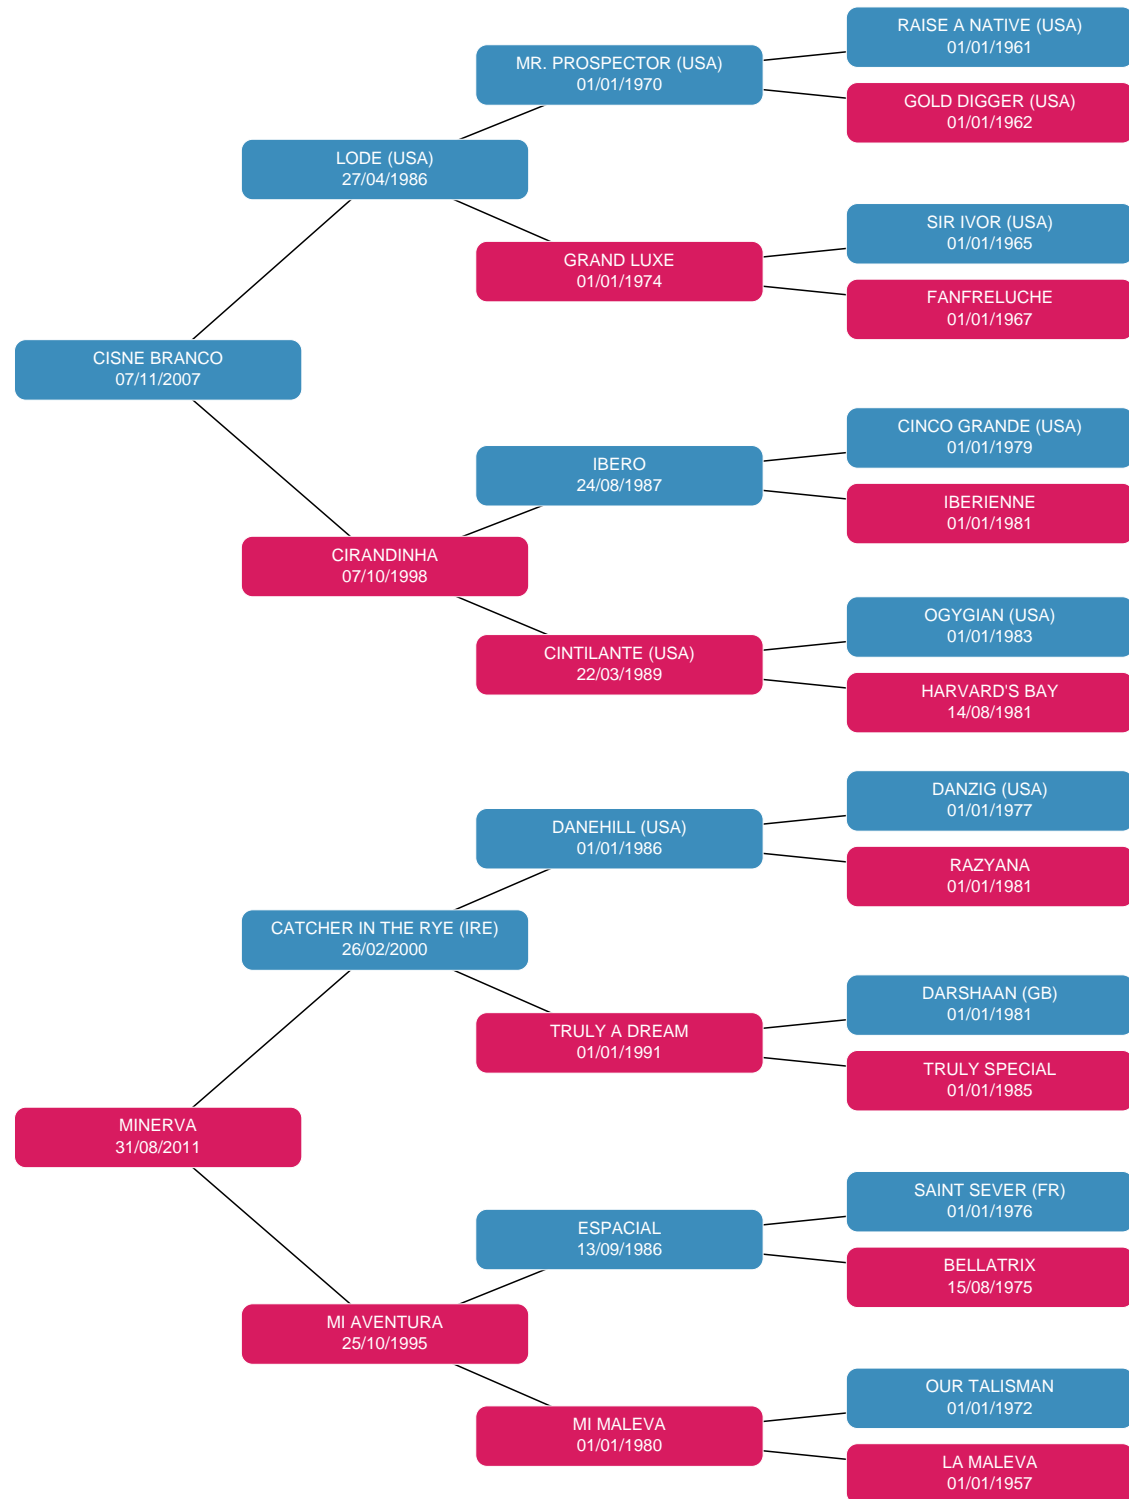 RAISE A NATIVE (USA)
01/01/1961
MR. PROSPECTOR (USA)
01/01/1970
GOLD DIGGER (USA)
01/01/1962
LODE (USA)
27/04/1986
SIR IVOR (USA)
01/01/1965
GRAND LUXE
01/01/1974
FANFRELUCHE
01/01/1967
CISNE BRANCO
07/11/2007
CINCO GRANDE (USA)
01/01/1979
IBERO
24/08/1987
IBERIENNE
01/01/1981
CIRANDINHA
07/10/1998
OGYGIAN (USA)
01/01/1983
CINTILANTE (USA)
22/03/1989
HARVARD'S BAY
14/08/1981
DANZIG (USA)
01/01/1977
DANEHILL (USA)
01/01/1986
RAZYANA
01/01/1981
CATCHER IN THE RYE (IRE)
26/02/2000
DARSHAAN (GB)
01/01/1981
TRULY A DREAM
01/01/1991
TRULY SPECIAL
01/01/1985
MINERVA
31/08/2011
SAINT SEVER (FR)
01/01/1976
ESPACIAL
13/09/1986
BELLATRIX
15/08/1975
MI AVENTURA
25/10/1995
OUR TALISMAN
01/01/1972
MI MALEVA
01/01/1980
LA MALEVA
01/01/1957